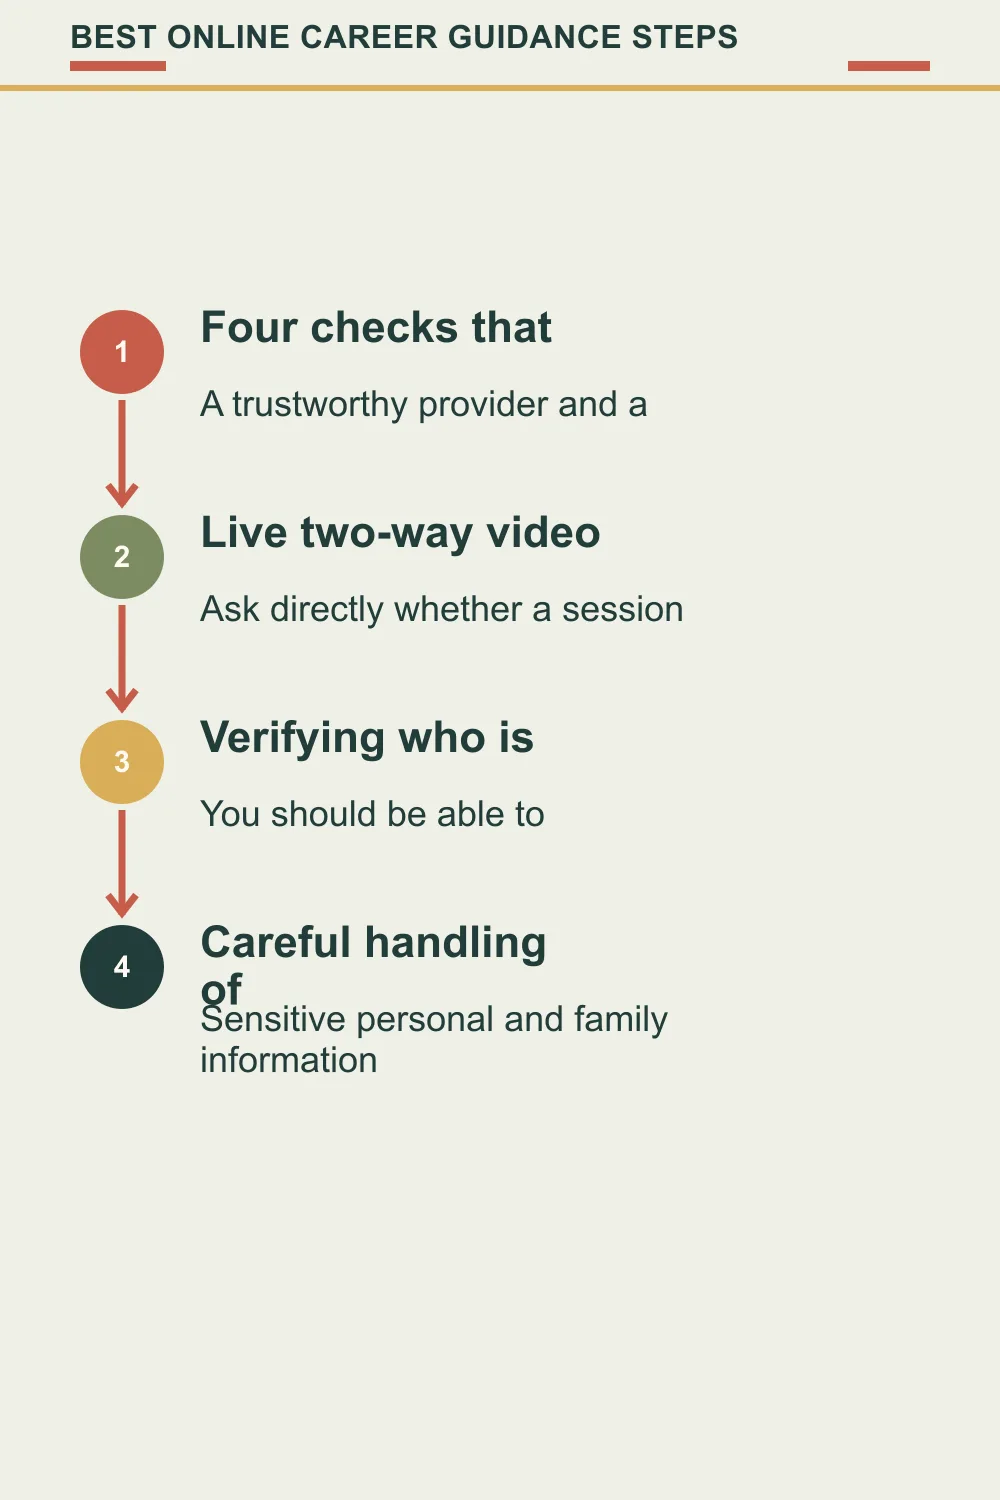 BEST ONLINE CAREER GUIDANCE STEPS
1
Four checks that
A trustworthy provider and a
2
Live two-way video
Ask directly whether a session
3
Verifying who is
You should be able to
4
Careful handling
of
Sensitive personal and family
information